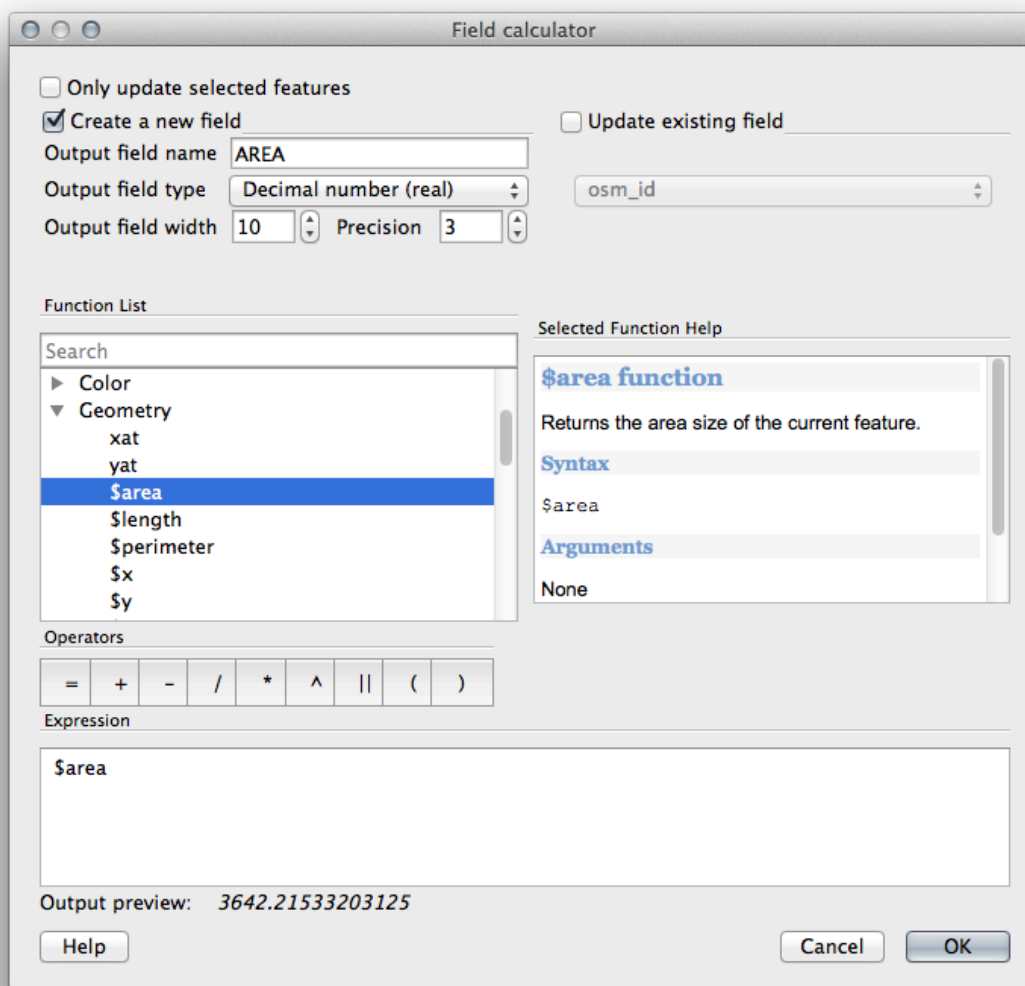 Field calculator
Only update selected features
Create a new field
Update existing field
Output field name AREA
Output field type Decimal number (real)
osm_id
Output field width 10 Precision 3
Function List
Selected Function Help
Search
Color
Geometry
xat
yat
$area
$length
$perimeter
$x
$y
$area function
Returns the area size of the current feature.
Syntax
$area
Arguments
None
Operators
= + - / * ^ || ( )
Expression
$area
Output preview: 3642.21533203125
Help
Cancel
OK